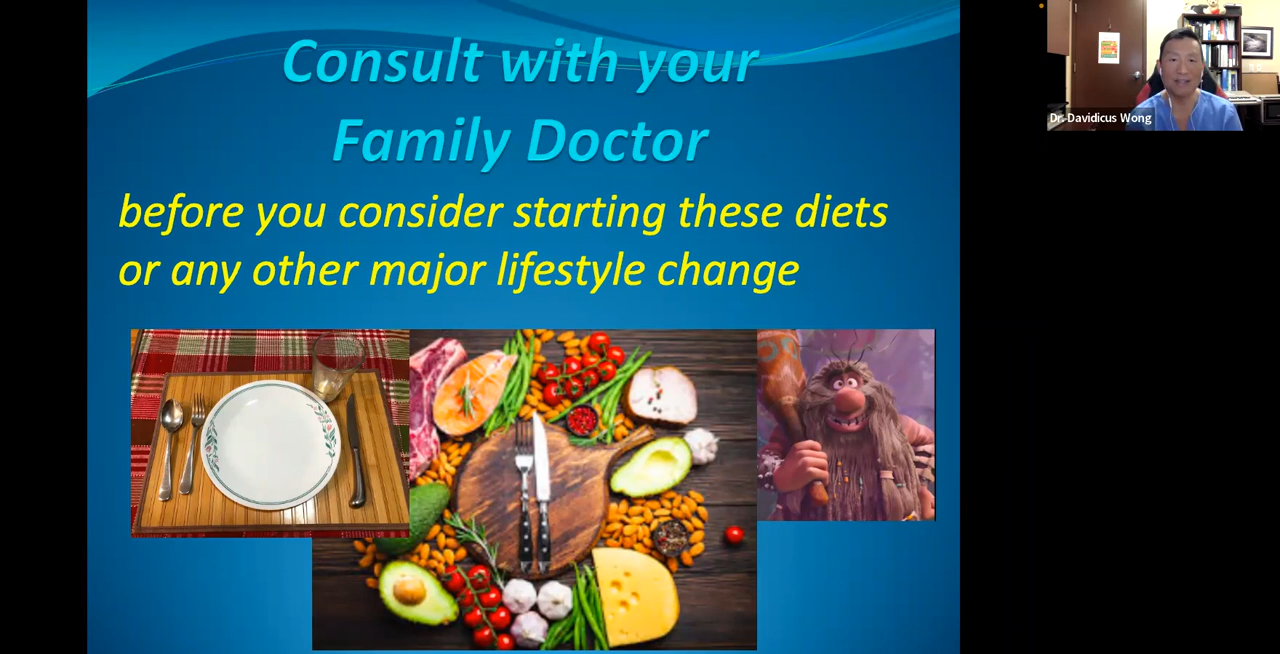 Consult with your
Family Doctor
before you consider starting these diets
or any other major lifestyle change
Dr. Davidicus Wong